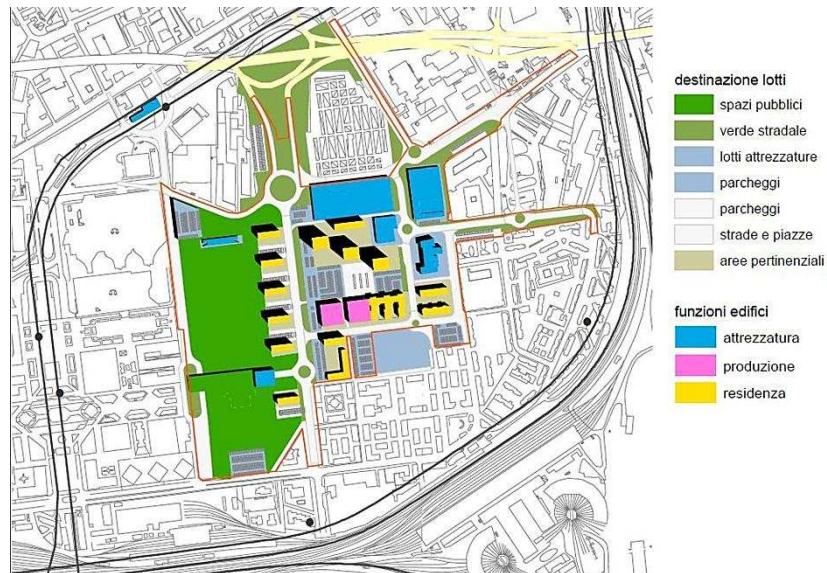 destinazione lotti
spazi pubblici
verde stradale
lotti attrezzature
parcheggi
parcheggi
strade e piazze
aree pertinenziali
funzioni edifici
attrezzatura
produzione
residenza